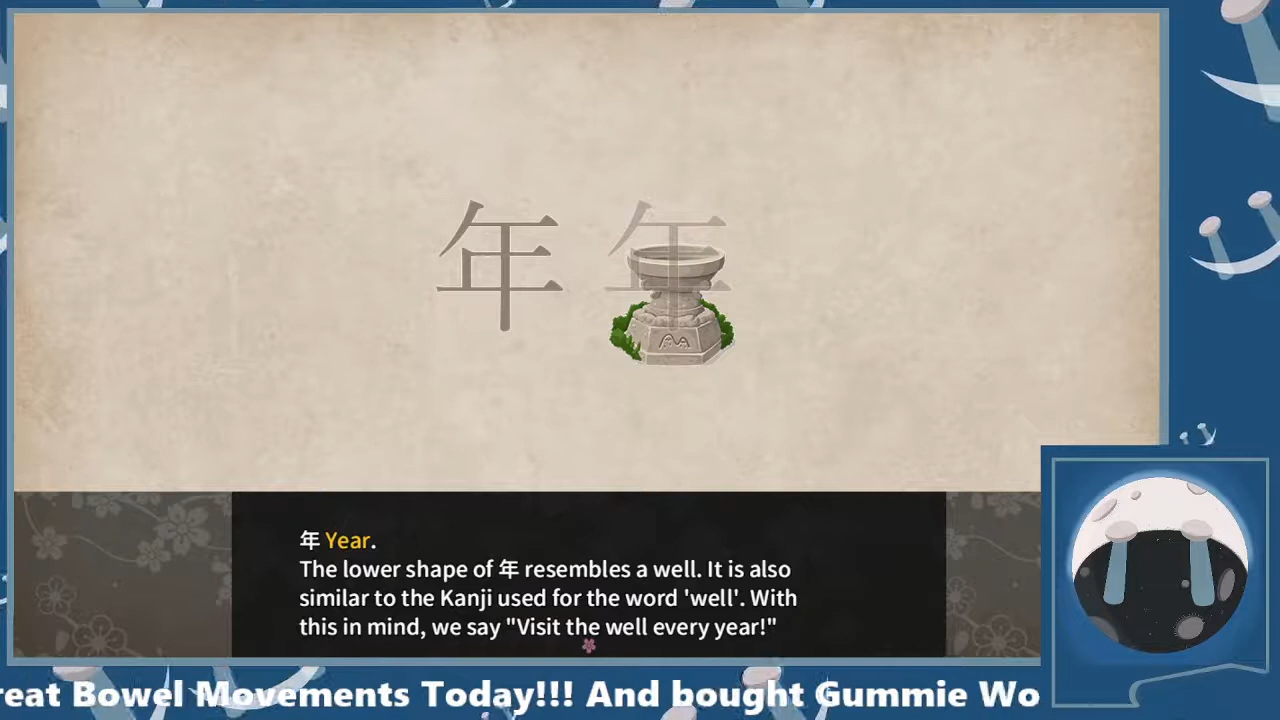 年 年
年 Year.
The lower shape of 年 resembles a well. It is also
similar to the Kanji used for the word 'well'. With
this in mind, we say "Visit the well every year!"
Bowel Movements Today!!! And bought Gummie